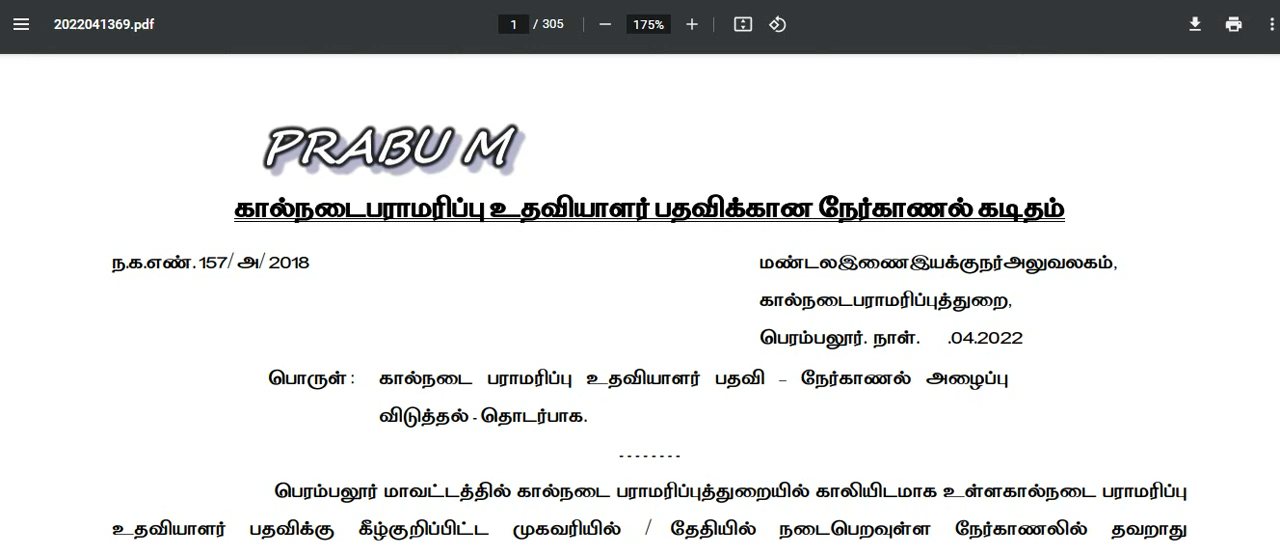 2022041369.pdf 1 / 305 175%
PRABU M
கால்நடைபராமரிப்பு உதவியாளர் பதவிக்கான நேர்காணல் கடிதம்
ந.க.எண்.157/அ/2018 மண்டலஇணைஇயக்குநர்அலுவலகம்,
கால்நடைபராமரிப்புத்துறை,
பெரம்பலூர். நாள். .04.2022
பொருள் : கால்நடை பராமரிப்பு உதவியாளர் பதவி – நேர்காணல் அழைப்பு
விடுத்தல் - தொடர்பாக.
--------
பெரம்பலூர் மாவட்டத்தில் கால்நடை பராமரிப்புத்துறையில் காலியிடமாக உள்ளகால்நடை பராமரிப்பு
உதவியாளர் பதவிக்கு கீழ்குறிப்பிட்ட முகவரியில் / தேதியில் நடைபெறவுள்ள நேர்காணலில் தவறாது